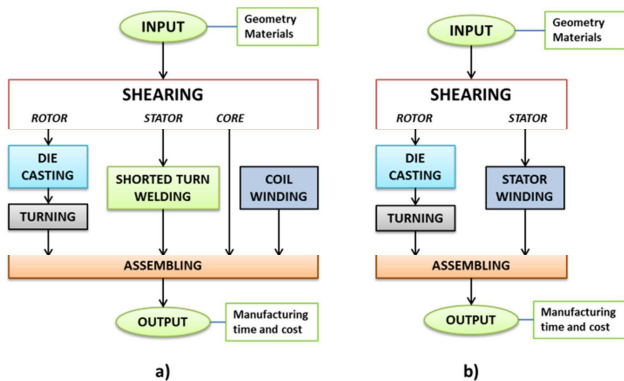 INPUT
Geometry
Materials
SHEARING
ROTOR
STATOR
CORE
DIE
CASTING
SHORTED TURN
WELDING
COIL
WINDING
TURNING
ASSEMBLING
OUTPUT
Manufacturing
time and cost
a)
INPUT
Geometry
Materials
SHEARING
ROTOR
STATOR
DIE
CASTING
STATOR
WINDING
TURNING
ASSEMBLING
OUTPUT
Manufacturing
time and cost
b)